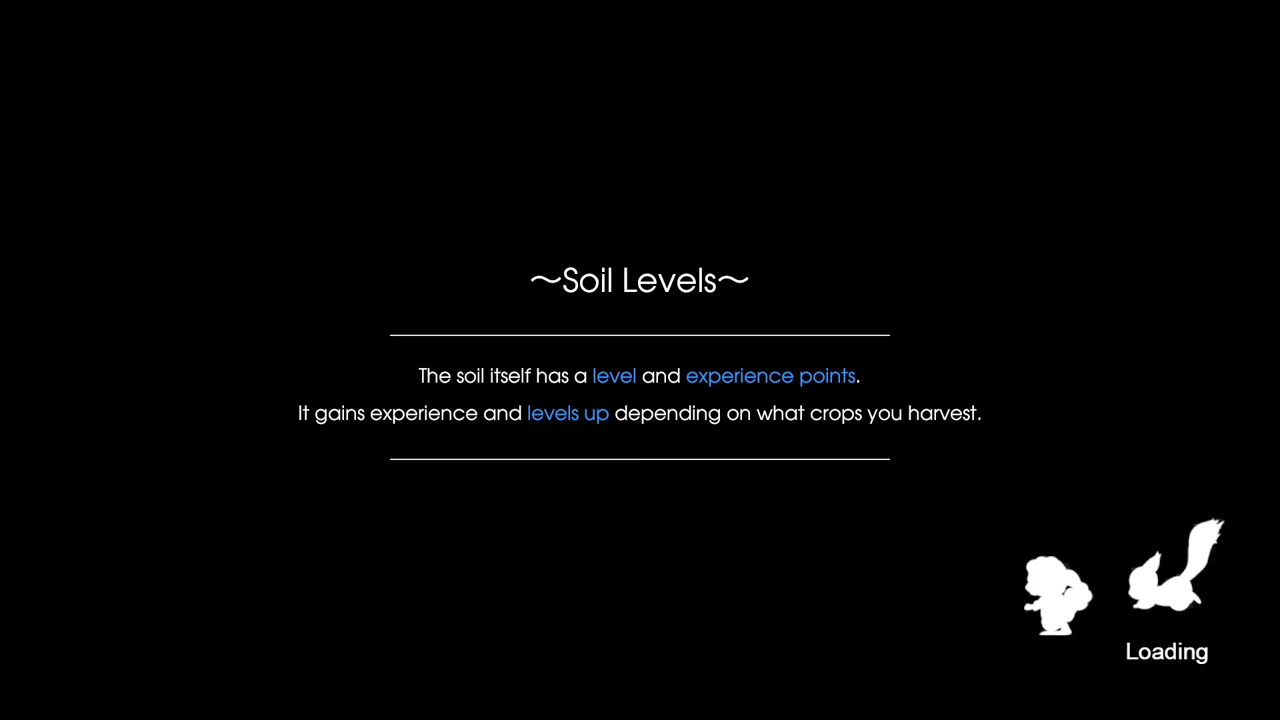 ～Soil Levels～
The soil itself has a level and experience points.
It gains experience and levels up depending on what crops you harvest.
Loading